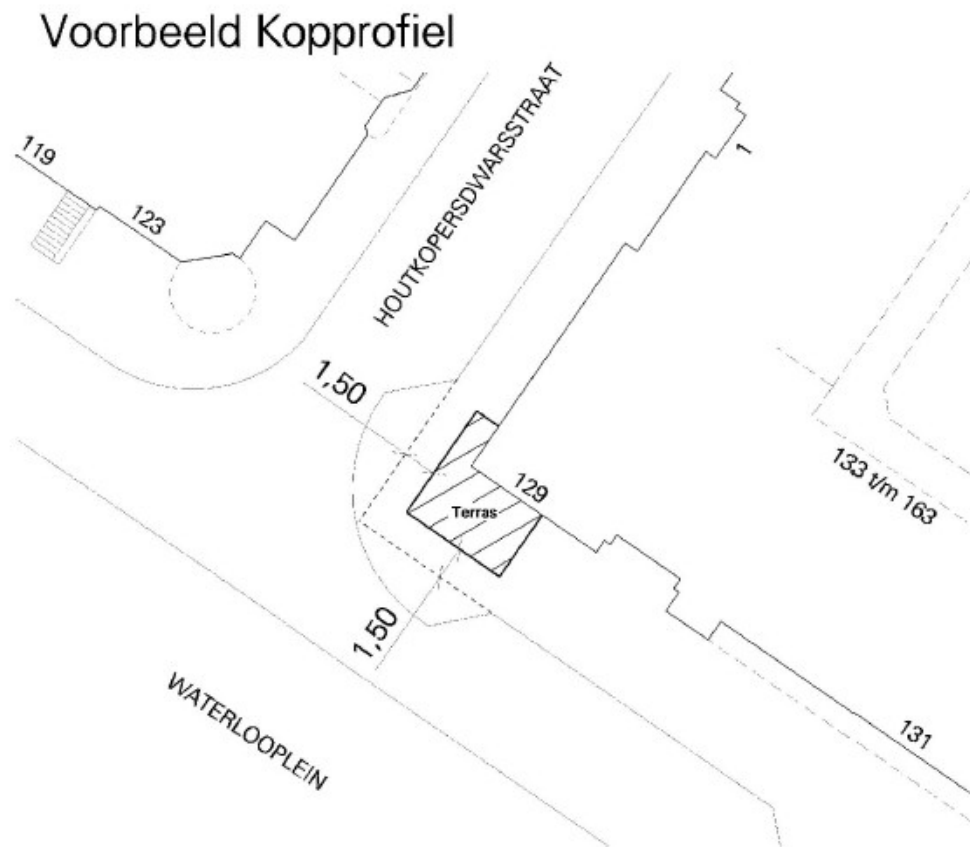 Voorbeeld Kopprofiel
119
123
HOUTKOPERSDWARSSTRAAT
1
1,50
129
Terras
133 t/m 163
1,50
WATERLOOPLEIN
131